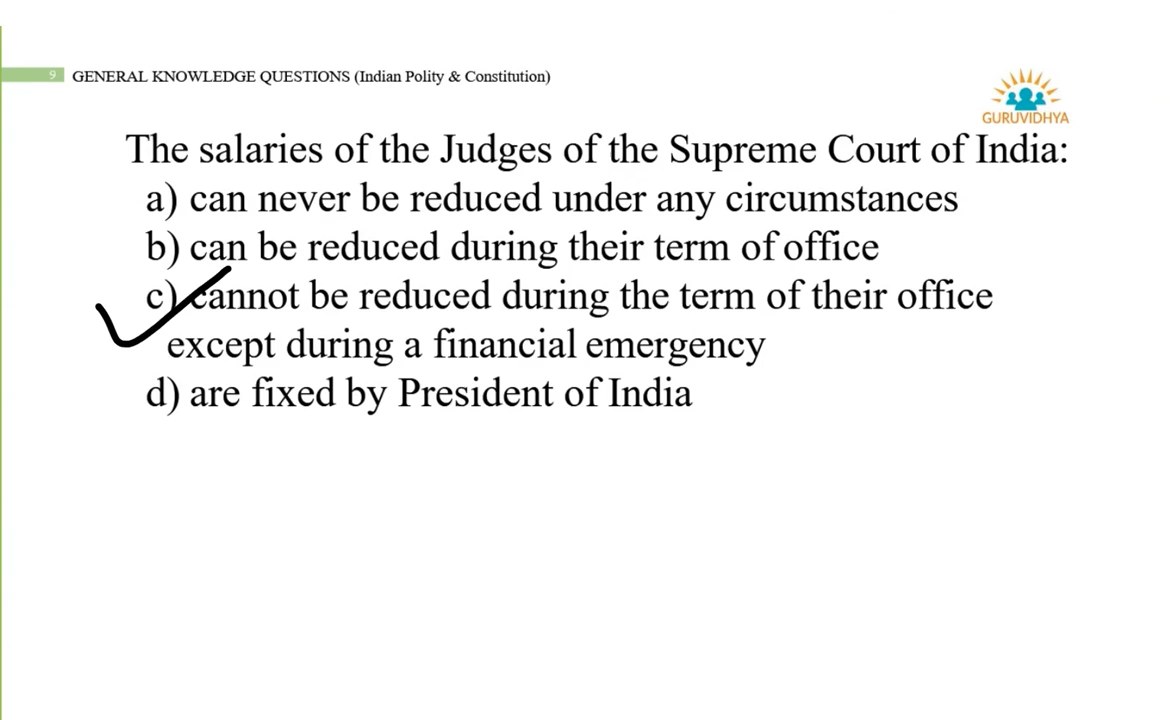 9 GENERAL KNOWLEDGE QUESTIONS (Indian Polity & Constitution)
GURUVIDHYA
The salaries of the Judges of the Supreme Court of India:
a) can never be reduced under any circumstances
b) can be reduced during their term of office
c) cannot be reduced during the term of their office
except during a financial emergency
d) are fixed by President of India